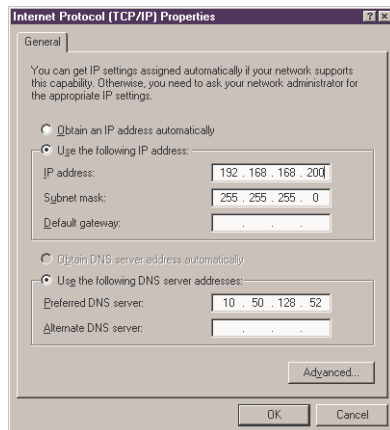 Internet Protocol (TCP/IP) Properties
General
You can get IP settings assigned automatically if your network supports
this capability. Otherwise, you need to ask your network administrator for
the appropriate IP settings.
Obtain an IP address automatically
Use the following IP address:
IP address: 192 . 168 . 168 . 200
Subnet mask: 255 . 255 . 255 . 0
Default gateway: . . .
Obtain DNS server address automatically
Use the following DNS server addresses:
Preferred DNS server: 10 . 50 . 128 . 52
Alternate DNS server: . . .
Advanced...
OK Cancel